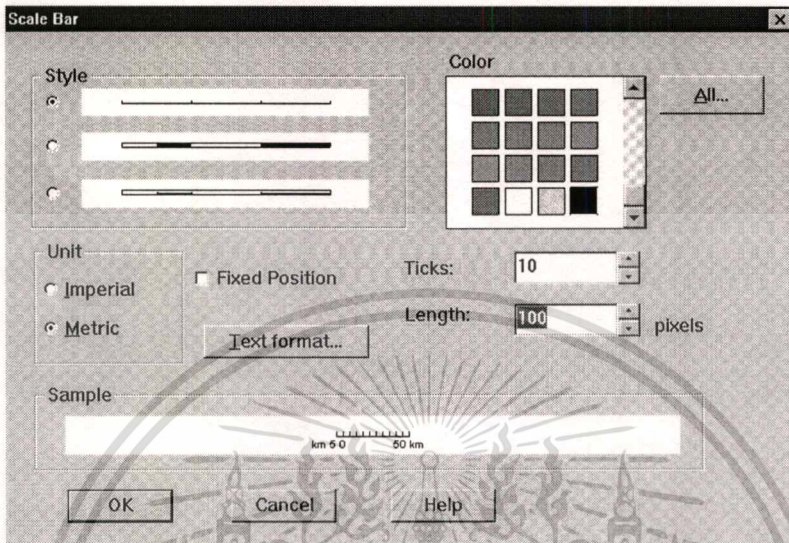 Scale Bar
Style
Color
All...
Unit
Imperial
Metric
Fixed Position
Text format...
Ticks:
10
Length:
100
pixels
Sample
km 5 0 50 km
OK
Cancel
Help